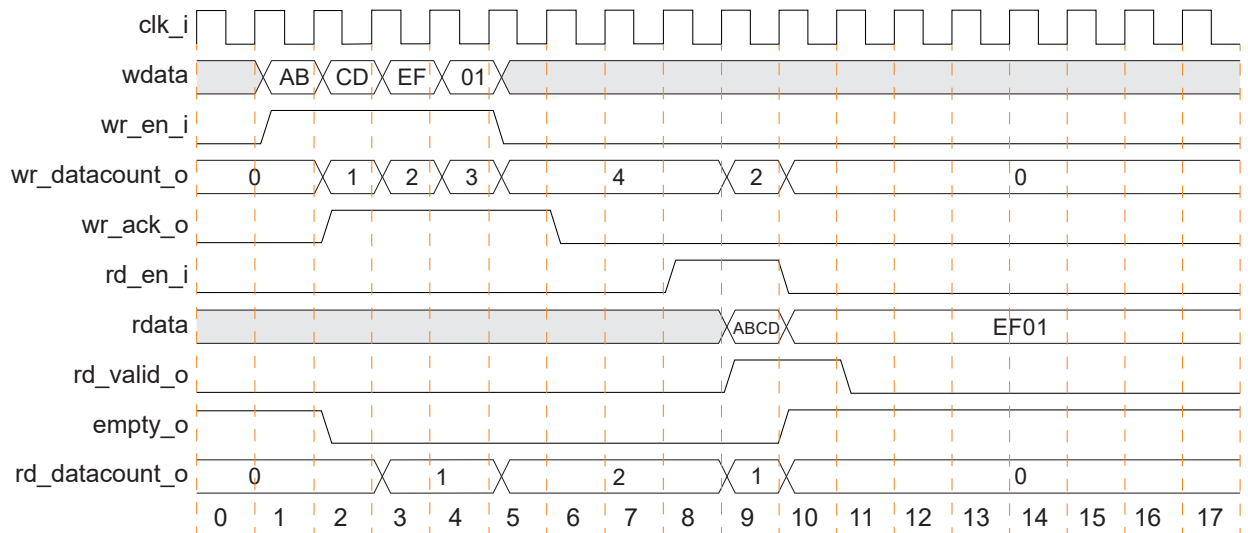 clk_i
wdata AB CD EF 01
wr_en_i
wr_datacount_o 0 1 2 3 4 2 0
wr_ack_o
rd_en_i
rdata ABCD EF01
rd_valid_o
empty_o
rd_datacount_o 0 1 2 1 0
0 1 2 3 4 5 6 7 8 9 10 11 12 13 14 15 16 17